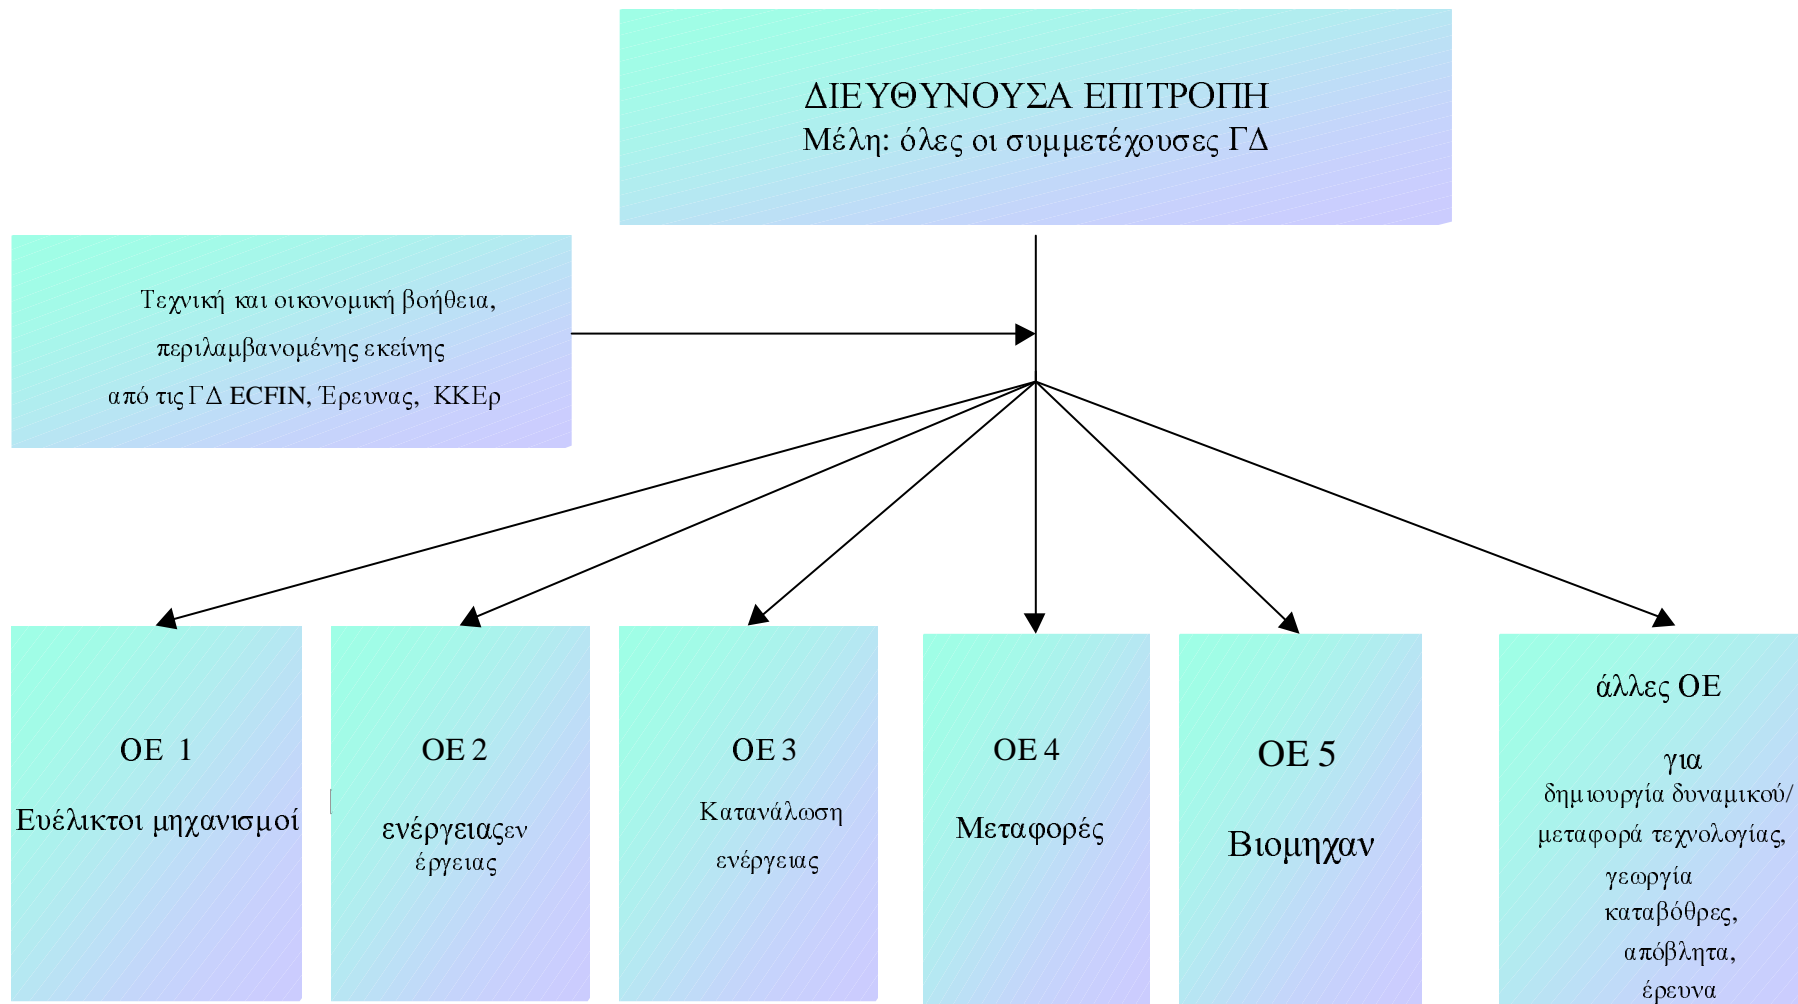 ΔΙΕΥΘΥΝΟΥΣΑ ΕΠΙΤΡΟΠΗ
Μέλη: όλες οι συμμετέχουσες ΓΔ
Τεχνική και οικονομική βοήθεια,
περιλαμβανομένης εκείνης
από τις ΓΔ ECFIN, Έρευνας, ΚΚΕρ
ΟΕ 1
Ευέλικτοι μηχανισμοί
ΟΕ 2
ενέργειαςεν
έργειας
ΟΕ 3
Κατανάλωση
ενέργειας
ΟΕ 4
Μεταφορές
ΟΕ 5
Βιομηχαν
άλλες ΟΕ
για
δημιουργία δυναμικού/
μεταφορά τεχνολογίας,
γεωργία
καταβόθρες,
απόβλητα,
έρευνα